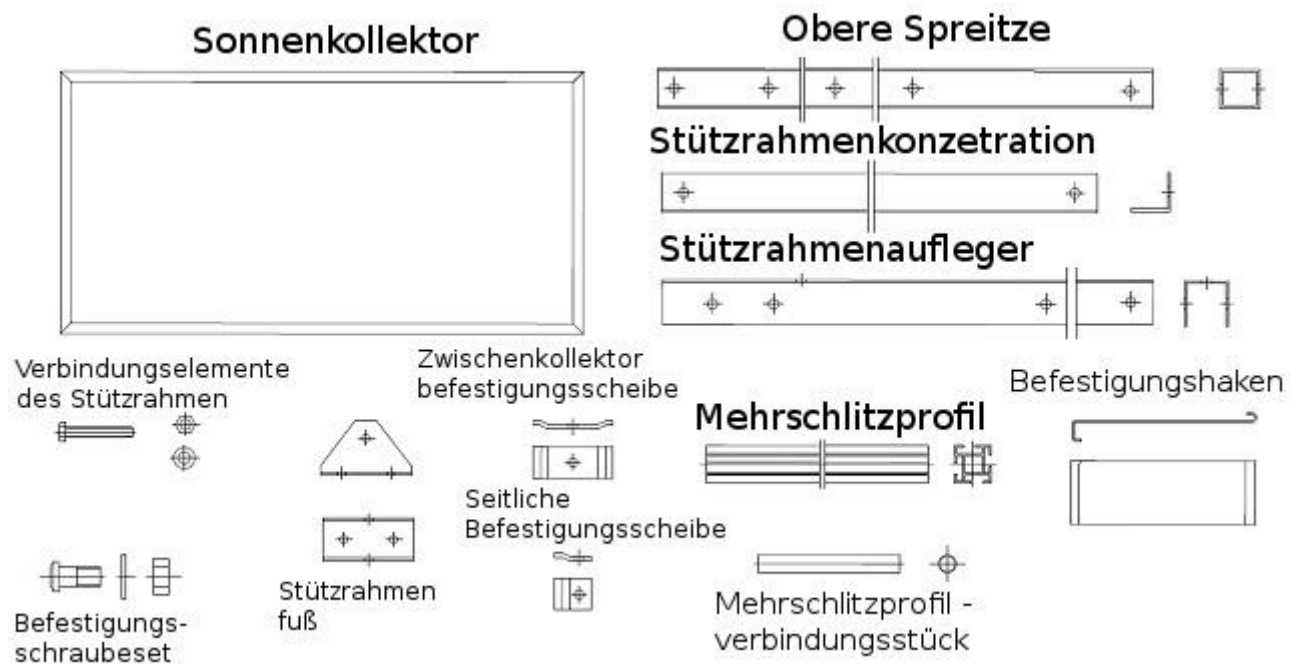 Sonnenkollektor
Obere Spreitze
Stützrahmenkonzetration
Stützrahmenaufleger
Verbindungselemente
des Stützrahmen
Zwischenkollektor
befestigungsscheibe
Befestigungshaken
Mehrschlitzprofil
Seitliche
Befestigungsscheibe
Stützrahmen
fuß
Befestigungs-
schraubeset
Mehrschlitzprofil -
verbindungsstück